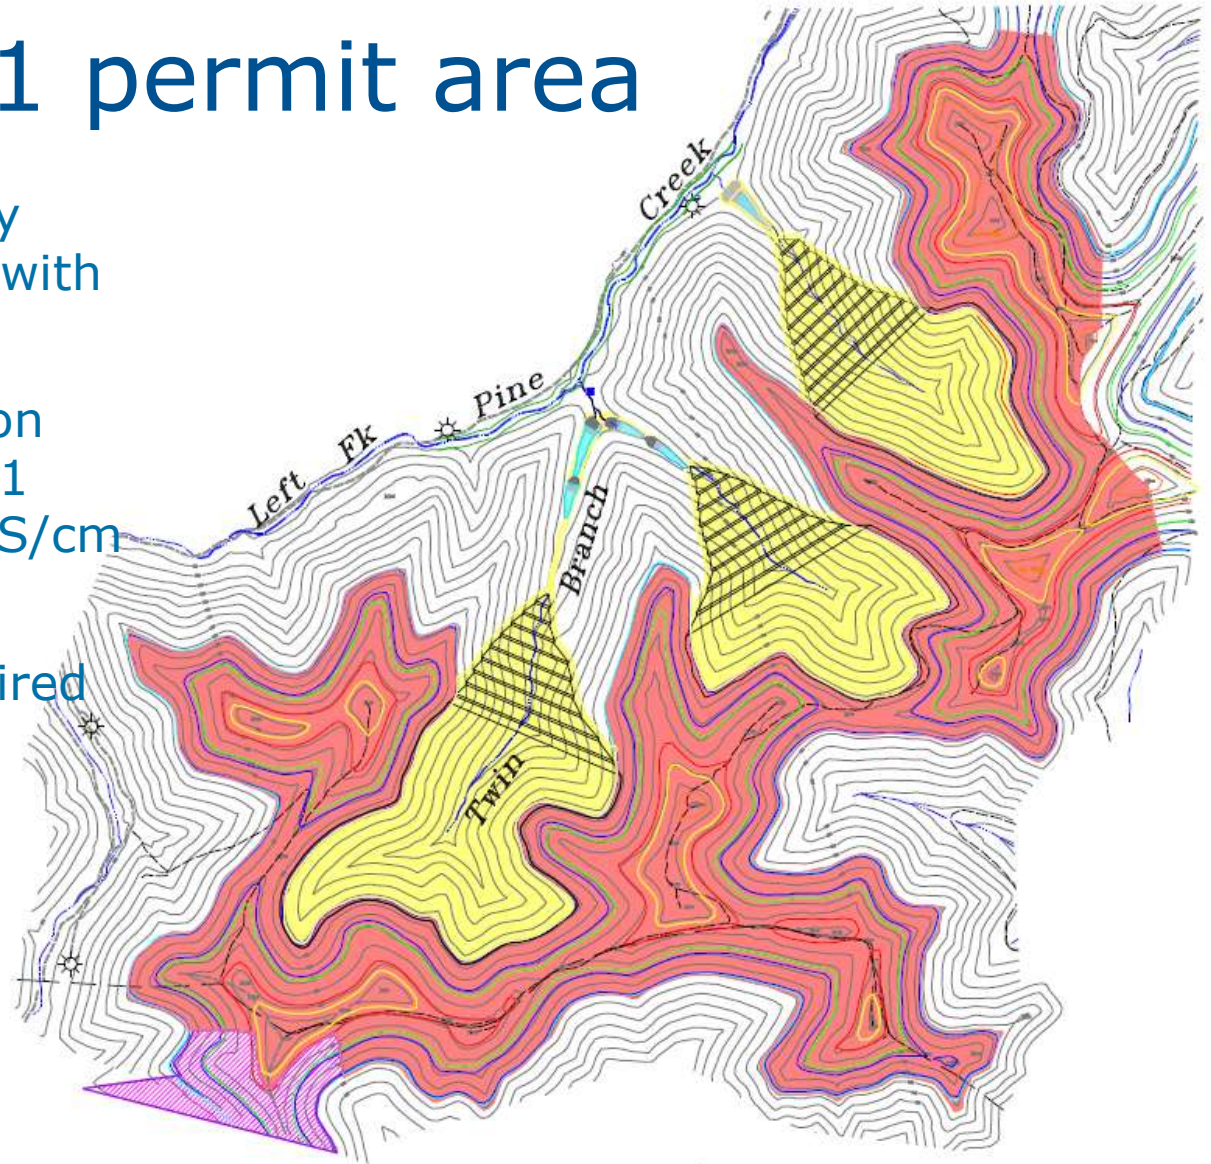 1 permit area
y
with
on
1
S/cm
ired
Creek
Pine
Left Fk
Branch
Twin